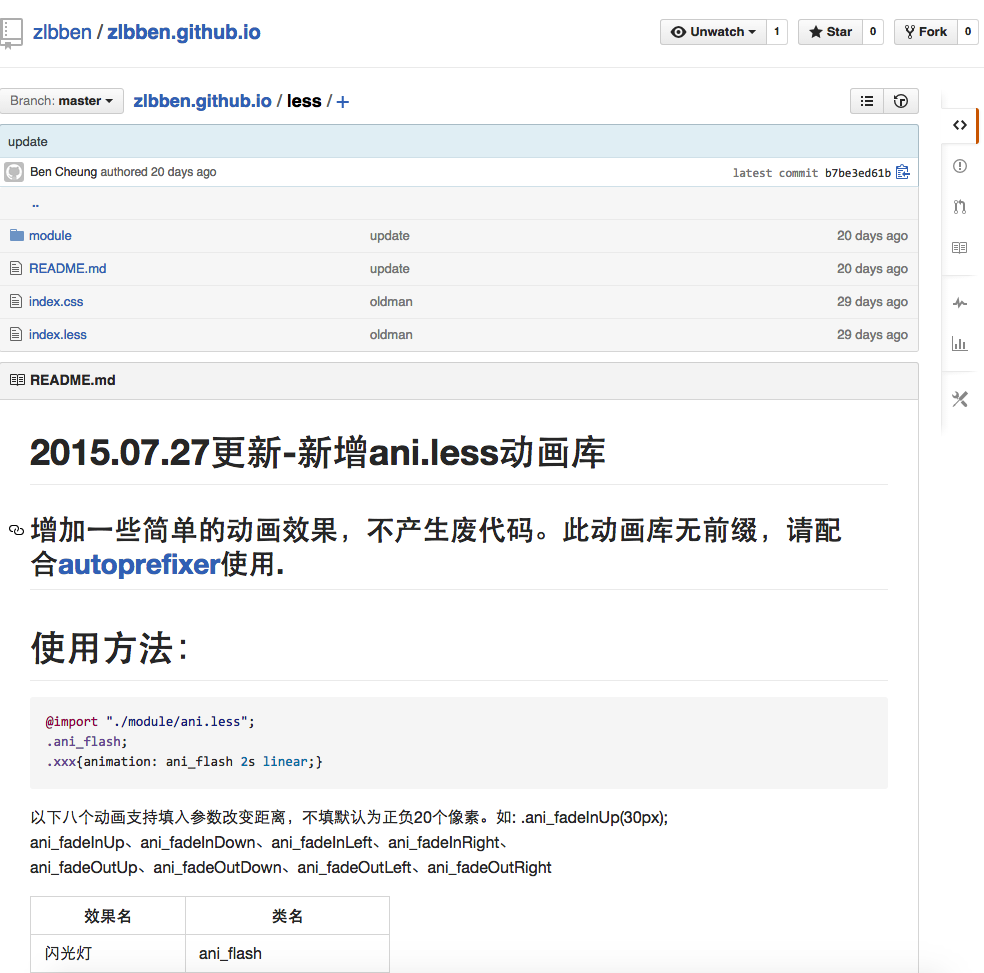 zlbben / zlbben.github.io
Unwatch 1 Star 0 Fork 0
Branch: master zlbben.github.io / less / +
update
Ben Cheung authored 20 days ago latest commit b7be3ed61b
..
module update 20 days ago
README.md update 20 days ago
index.css oldman 29 days ago
index.less oldman 29 days ago
README.md
2015.07.27更新-新增ani.less动画库
增加一些简单的动画效果，不产生废代码。此动画库无前缀，请配
合autoprefixer使用.
使用方法：
@import "./module/ani.less";
.ani_flash;
.xxx{animation: ani_flash 2s linear;}
以下八个动画支持填入参数改变距离，不填默认为正负20个像素。如: .ani_fadeInUp(30px);
ani_fadeInUp、ani_fadeInDown、ani_fadeInLeft、ani_fadeInRight、
ani_fadeOutUp、ani_fadeOutDown、ani_fadeOutLeft、ani_fadeOutRight
效果名 类名
闪光灯 ani_flash